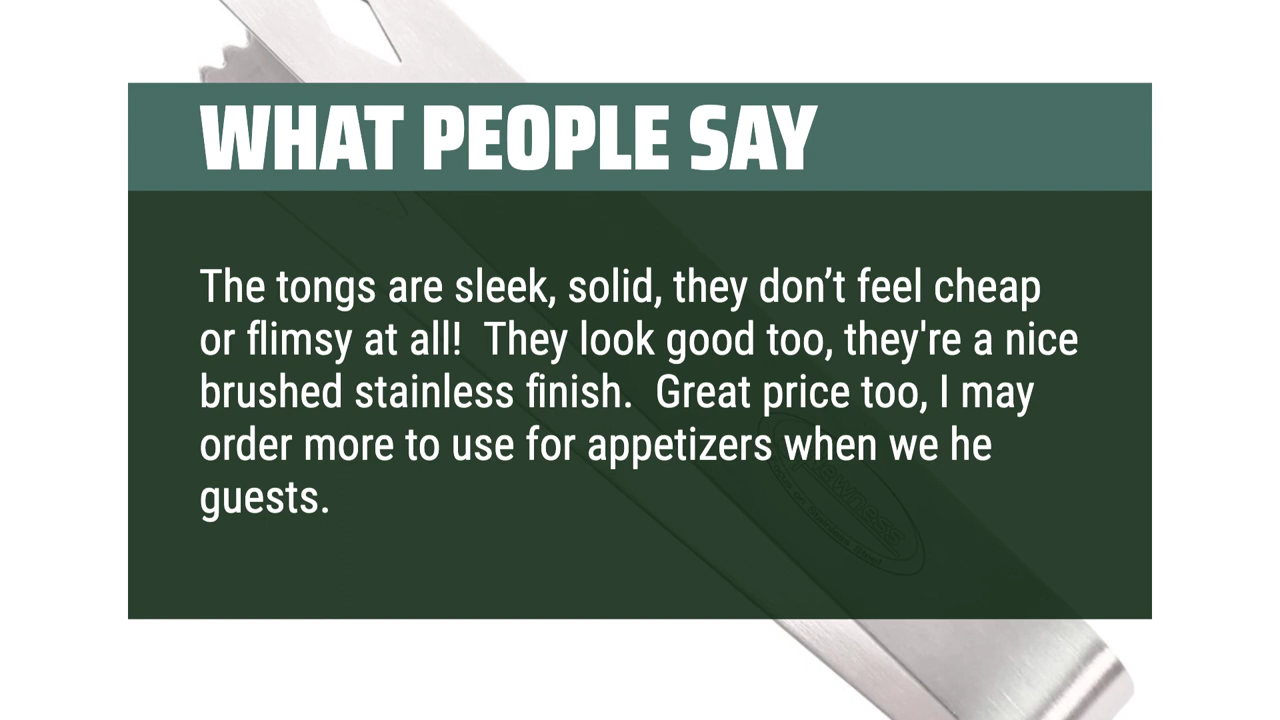 WHAT PEOPLE SAY
The tongs are sleek, solid, they don’t feel cheap
or flimsy at all!  They look good too, they're a nice
brushed stainless finish.  Great price too, I may
order more to use for appetizers when we he
guests.